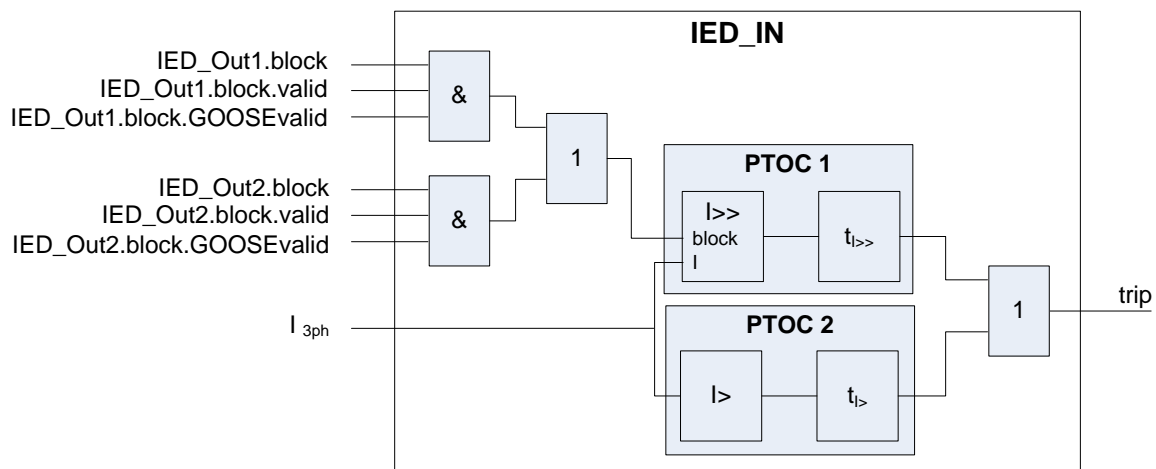 IED_IN
IED_Out1.block
IED_Out1.block.valid
IED_Out1.block.GOOSEvalid
&
1
IED_Out2.block
IED_Out2.block.valid
IED_Out2.block.GOOSEvalid
&
PTOC 1
I>>
block
I
tI>>
I 3ph
PTOC 2
I>
tI>
1
trip